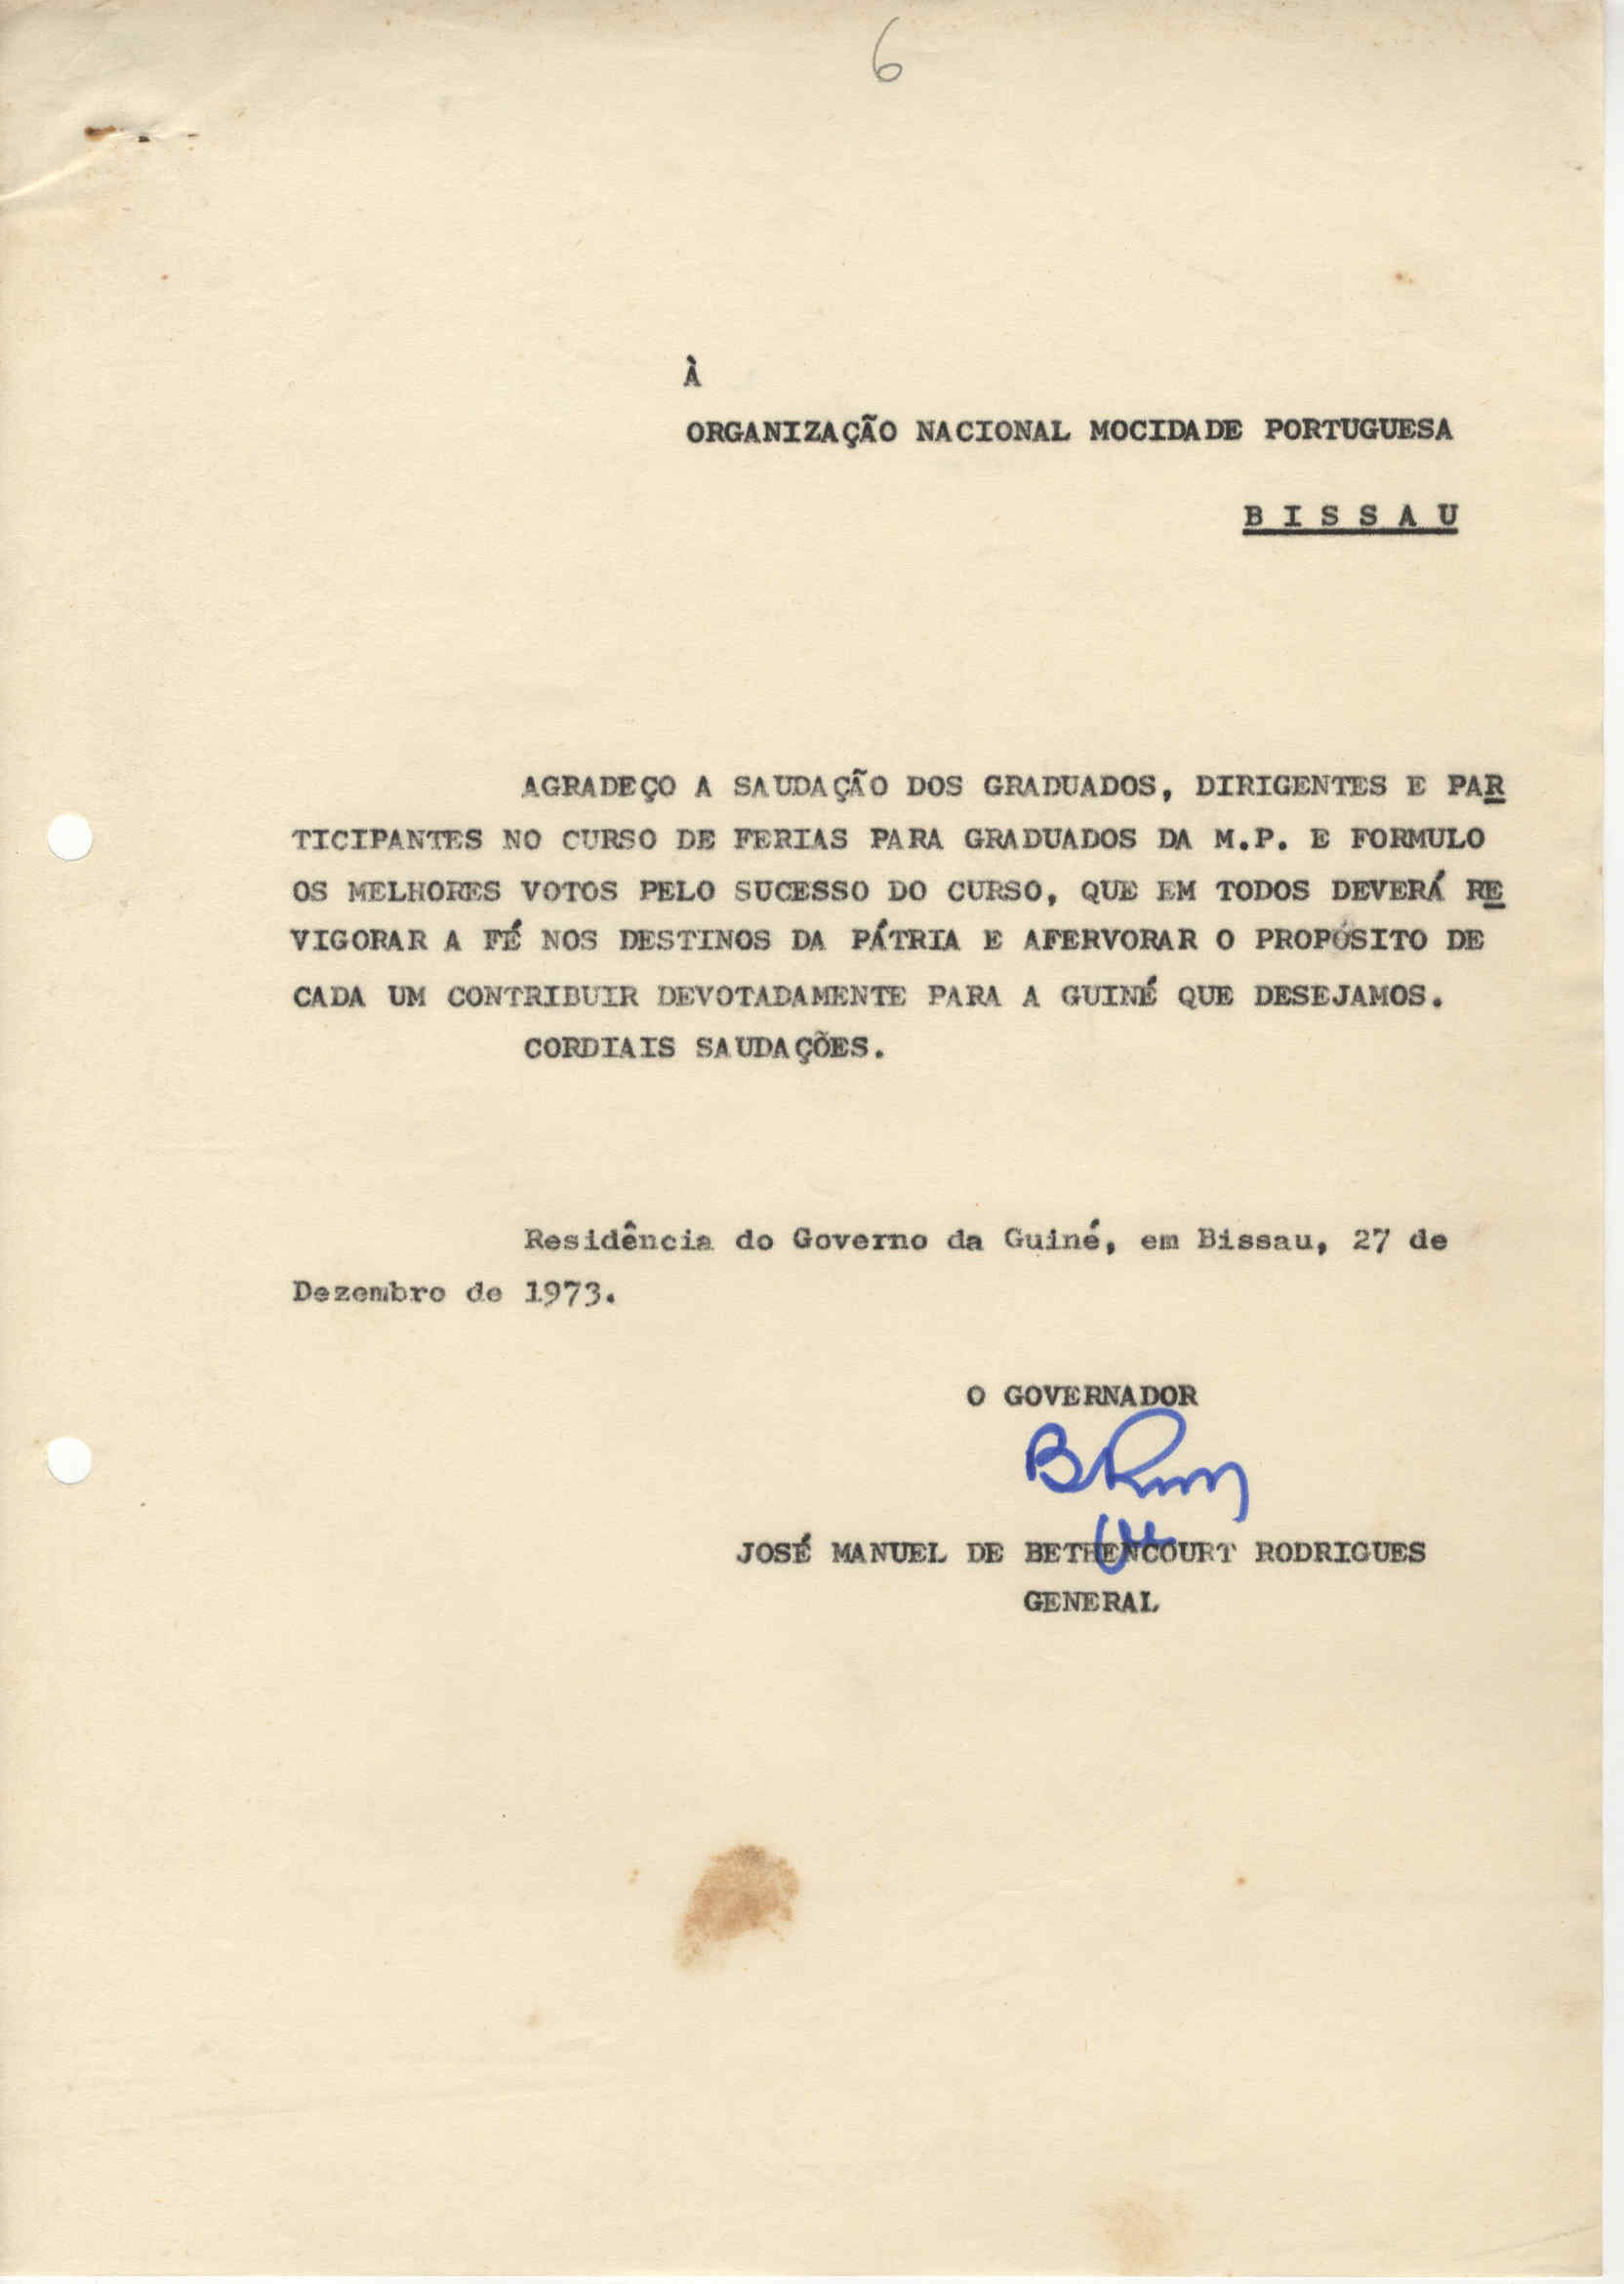 6
À
ORGANIZAÇÃO NACIONAL MOCIDADE PORTUGUESA
B I S S A U
AGRADEÇO A SAUDAÇÃO DOS GRADUADOS, DIRIGENTES E PAR
TICIPANTES NO CURSO DE FERIAS PARA GRADUADOS DA M.P. E FORMULO
OS MELHORES VOTOS PELO SUCESSO DO CURSO, QUE EM TODOS DEVERÁ RE
VIGORAR A FÉ NOS DESTINOS DA PÁTRIA E AFERVORAR O PROPÓSITO DE
CADA UM CONTRIBUIR DEVOTADAMENTE PARA A GUINÉ QUE DESEJAMOS.
CORDIAIS SAUDAÇÕES.
Residência do Governo da Guiné, em Bissau, 27 de
Dezembro de 1973.
O GOVERNADOR
JOSÉ MANUEL DE BETHENCOURT RODRIGUES
GENERAL